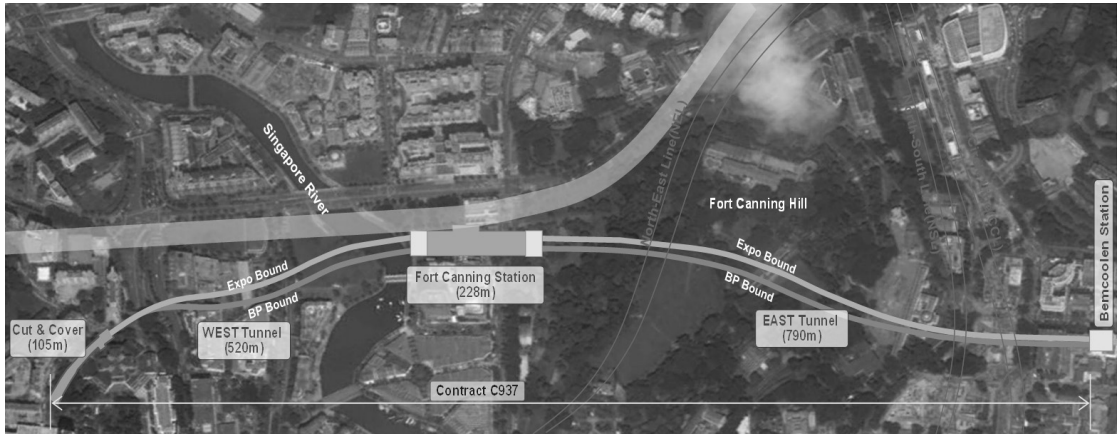 Singapore River
North-East Line(NEL)
Fort Canning Hill
Expo Bound
BP Bound
Fort Canning Station
(228m)
Expo Bound
BP Bound
Cut & Cover
(105m)
WEST Tunnel
(520m)
EAST Tunnel
(790m)
Bemcoolen Station
Contract C937